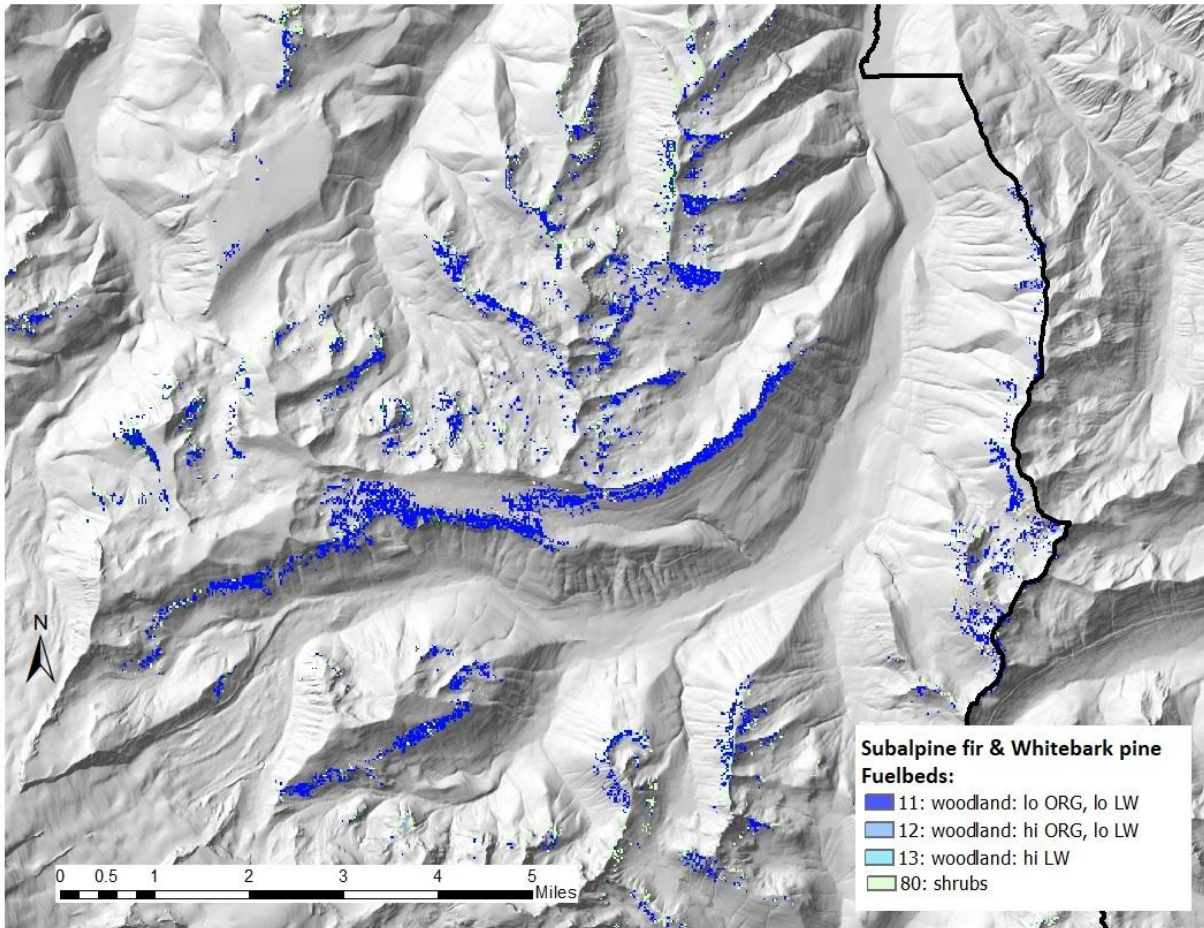 N
0 0.5 1 2 3 4 5
Miles
Subalpine fir & Whitebark pine
Fuelbeds:
11: woodland: lo ORG, lo LW
12: woodland: hi ORG, lo LW
13: woodland: hi LW
80: shrubs